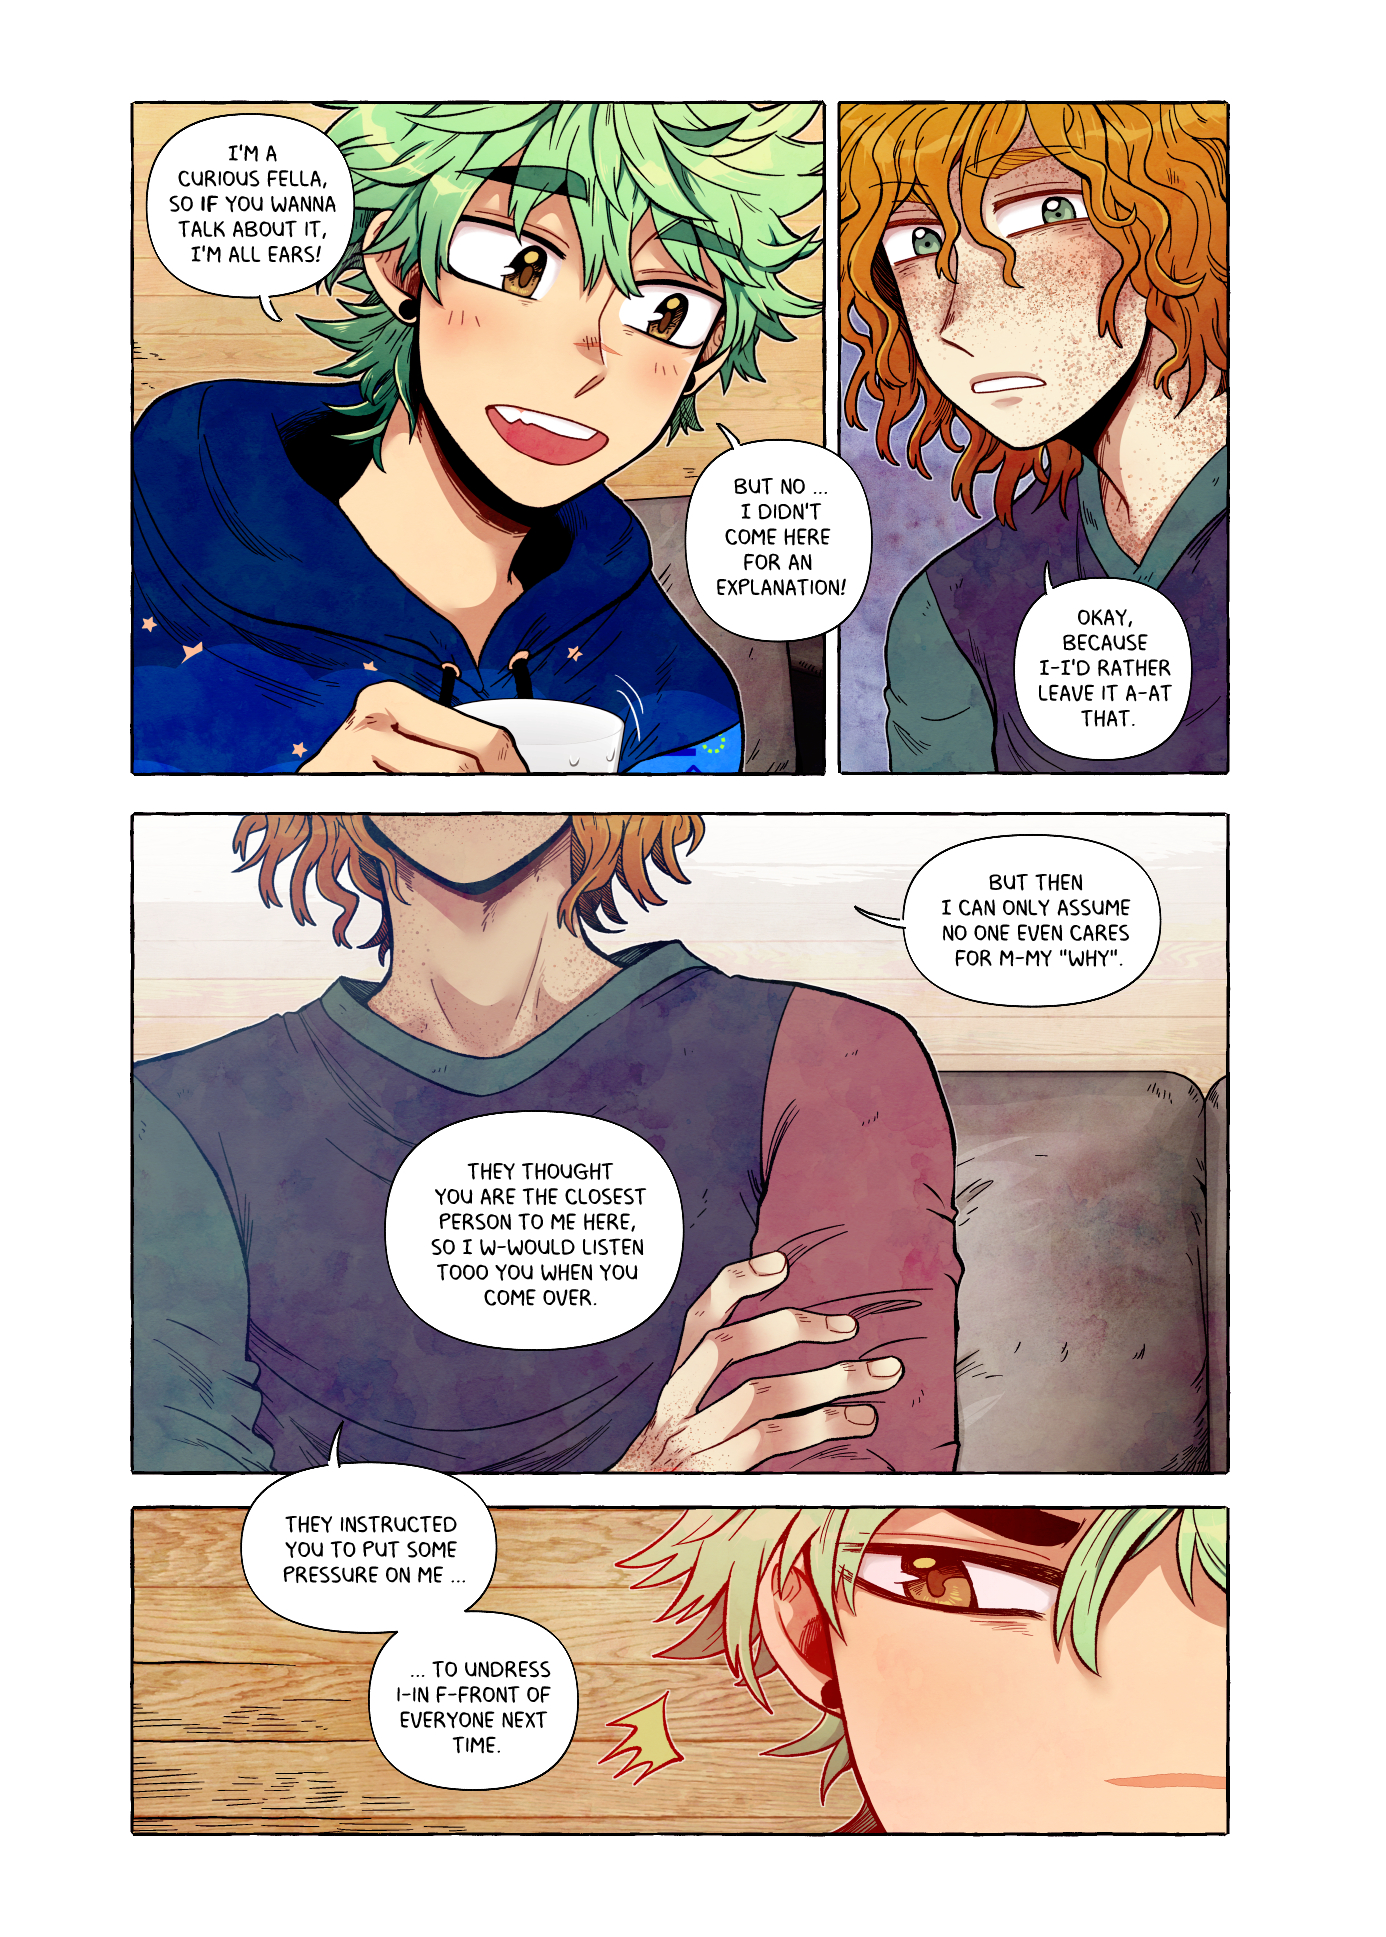 I'M A
CURIOUS FELLA,
SO IF YOU WANNA
TALK ABOUT IT,
I'M ALL EARS!
BUT NO ...
I DIDN'T
COME HERE
FOR AN
EXPLANATION!
OKAY,
BECAUSE
I-I'D RATHER
LEAVE IT A-AT
THAT.
BUT THEN
I CAN ONLY ASSUME
NO ONE EVEN CARES
FOR M-MY "WHY".
THEY THOUGHT
YOU ARE THE CLOSEST
PERSON TO ME HERE,
SO I W-WOULD LISTEN
TOOO YOU WHEN YOU
COME OVER.
THEY INSTRUCTED
YOU TO PUT SOME
PRESSURE ON ME ...
... TO UNDRESS
I-IN F-FRONT OF
EVERYONE NEXT
TIME.